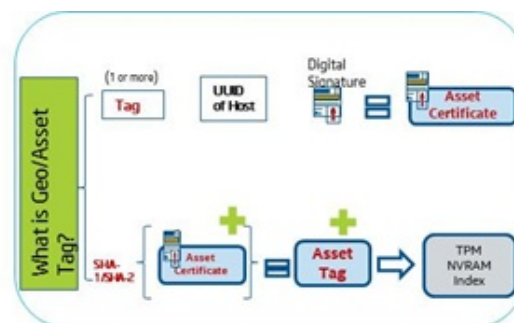 What is Geo/Asset
Tag?
(1 or more)
Tag
UUID
of Host
Digital
Signature
Asset
Certificate
SHA-
1/SHA-2
Asset
Certificate
Asset
Tag
TPM
NVRAM
Index